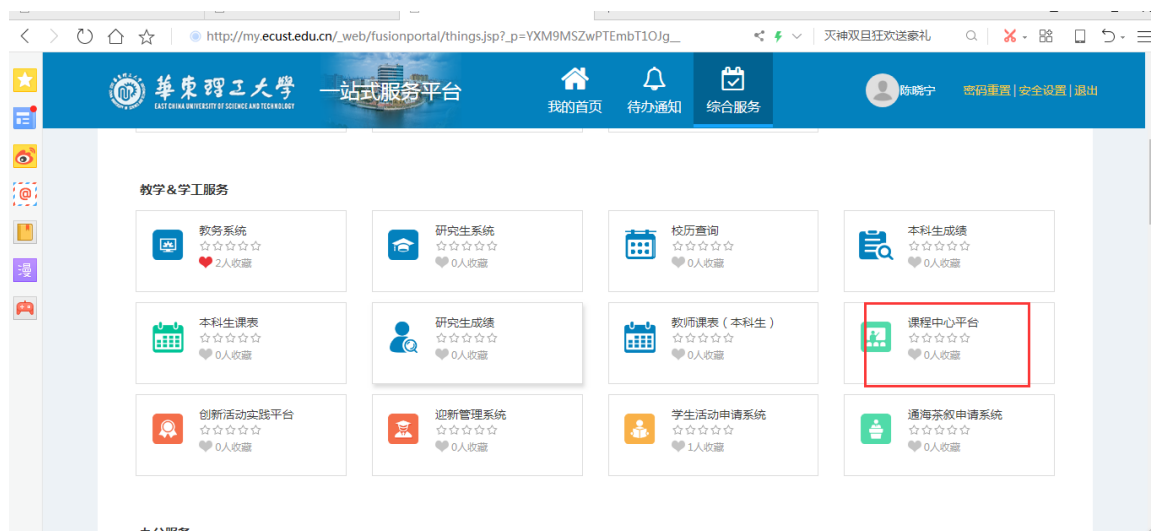 http://my.ecust.edu.cn/_web/fusionportal/things.jsp?_p=YXM9MSZwPTEmbT1OJg__
灭神双旦狂欢送豪礼
華東理工大學
EAST CHINA UNIVERSITY OF SCIENCE AND TECHNOLOGY
一站式服务平台
我的首页
待办通知
综合服务
陈晓宁
密码重置|安全设置|退出
@
漫
教学&学工服务
教务系统
2人收藏
研究生系统
0人收藏
校历查询
0人收藏
本科生成绩
0人收藏
本科生课表
0人收藏
研究生成绩
0人收藏
教师课表（本科生）
0人收藏
课程中心平台
0人收藏
创新活动实践平台
0人收藏
迎新管理系统
0人收藏
学生活动申请系统
1人收藏
通海茶叙申请系统
0人收藏